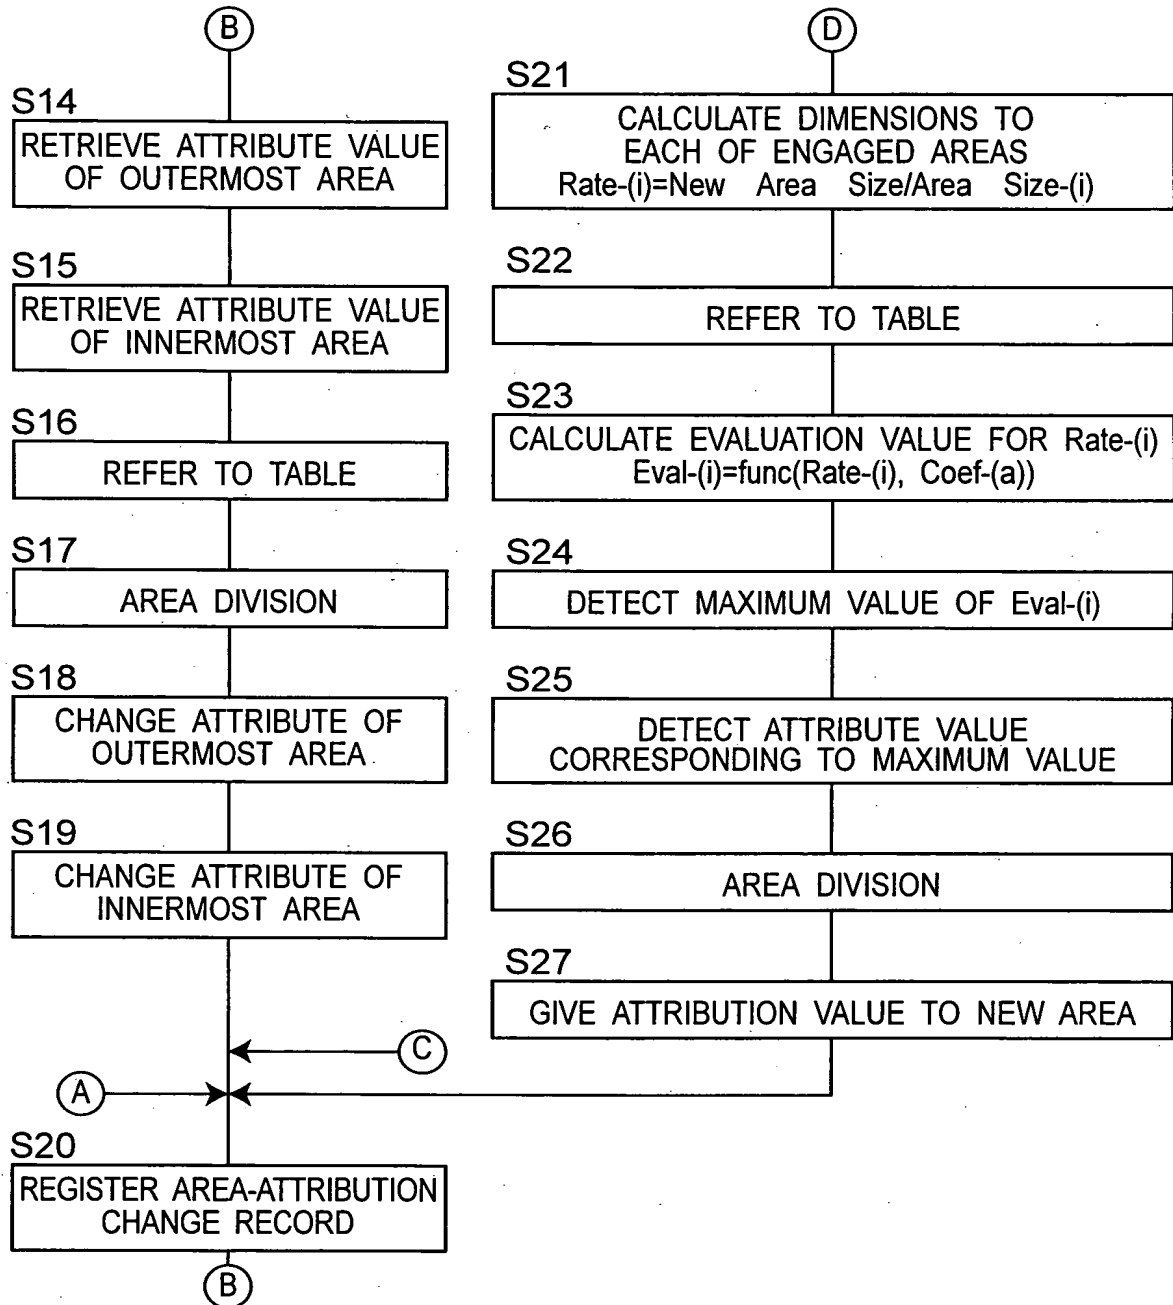 B
S14
RETRIEVE ATTRIBUTE VALUE
OF OUTERMOST AREA
S15
RETRIEVE ATTRIBUTE VALUE
OF INNERMOST AREA
S16
REFER TO TABLE
S17
AREA DIVISION
S18
CHANGE ATTRIBUTE OF
OUTERMOST AREA
S19
CHANGE ATTRIBUTE OF
INNERMOST AREA
C
A
S20
REGISTER AREA-ATTRIBUTION
CHANGE RECORD
B
D
S21
CALCULATE DIMENSIONS TO
EACH OF ENGAGED AREAS
Rate-(i)=New Area Size/Area Size-(i)
S22
REFER TO TABLE
S23
CALCULATE EVALUATION VALUE FOR Rate-(i)
Eval-(i)=func(Rate-(i), Coef-(a))
S24
DETECT MAXIMUM VALUE OF Eval-(i)
S25
DETECT ATTRIBUTE VALUE
CORRESPONDING TO MAXIMUM VALUE
S26
AREA DIVISION
S27
GIVE ATTRIBUTION VALUE TO NEW AREA